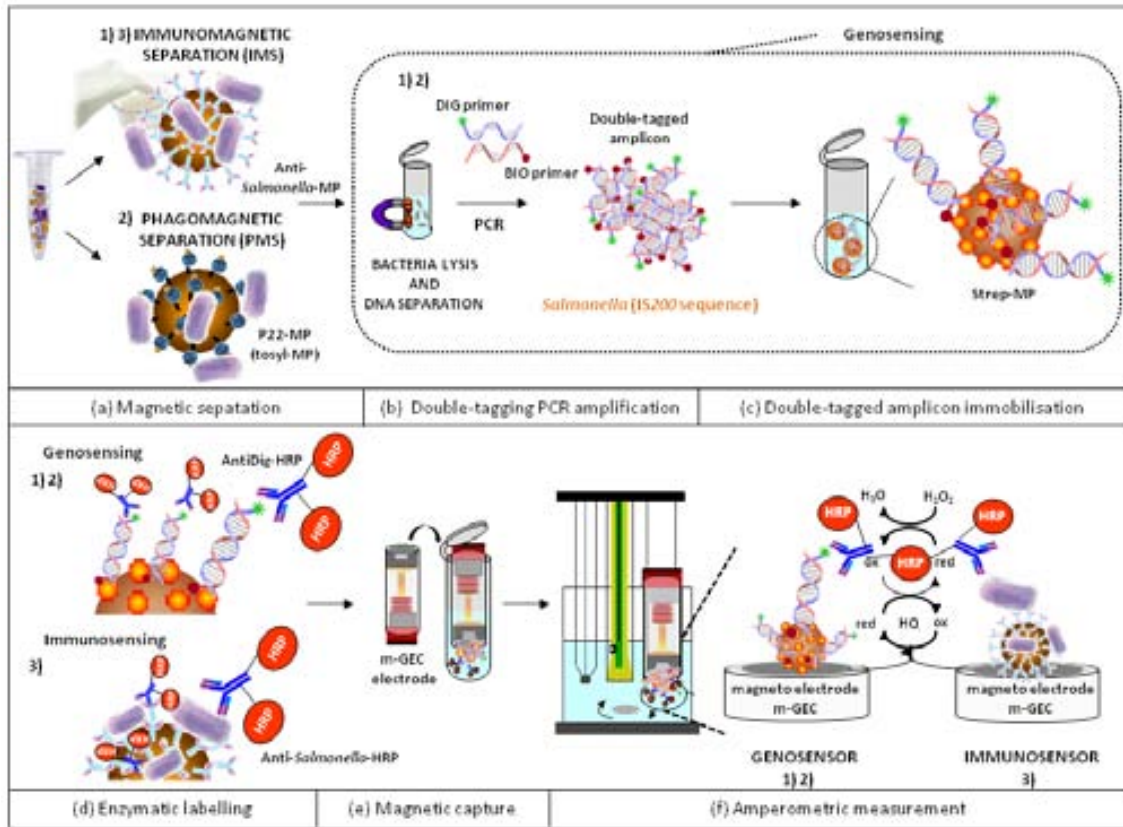 1) 3) IMMUNOMAGNETIC
SEPARATION (IMS)
Anti-
Salmonella-MP
2) PHAGOMAGNETIC
SEPARATION (PMS)
P22-MP
(tosyl-MP)
Genosensing
1) 2)
DIG primer
BIO primer
PCR
BACTERIA LYSIS
AND
DNA SEPARATION
Double-tagged
amplicon
Salmonella (IS200 sequence)
Strep-MP
(a) Magnetic sepatation
(b) Double-tagging PCR amplification
(c) Double-tagged amplicon immobilisation
Genosensing
1) 2)
AntiDig-HRP
HRP
HRP
Immunosensing
3)
HRP
HRP
Anti-Salmonella-HRP
m-GEC
electrode
H2O
H2O2
HRP
HRP
HRP
ox
red
red
HQ
ox
magneto electrode
m-GEC
magneto electrode
m-GEC
GENOSENSOR
1) 2)
IMMUNOSENSOR
3)
(d) Enzymatic labelling
(e) Magnetic capture
(f) Amperometric measurement